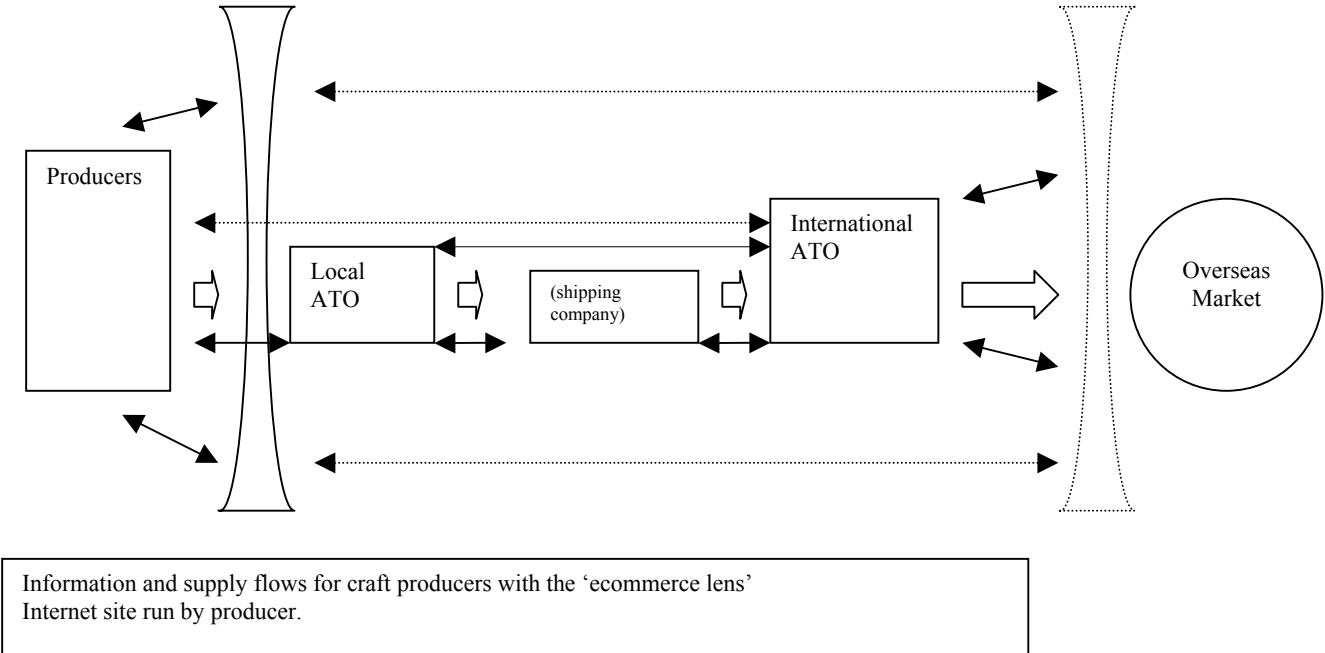 Producers
International
ATO
Local
ATO
(shipping
company)
Overseas
Market
Information and supply flows for craft producers with the ‘ecommerce lens’
Internet site run by producer.